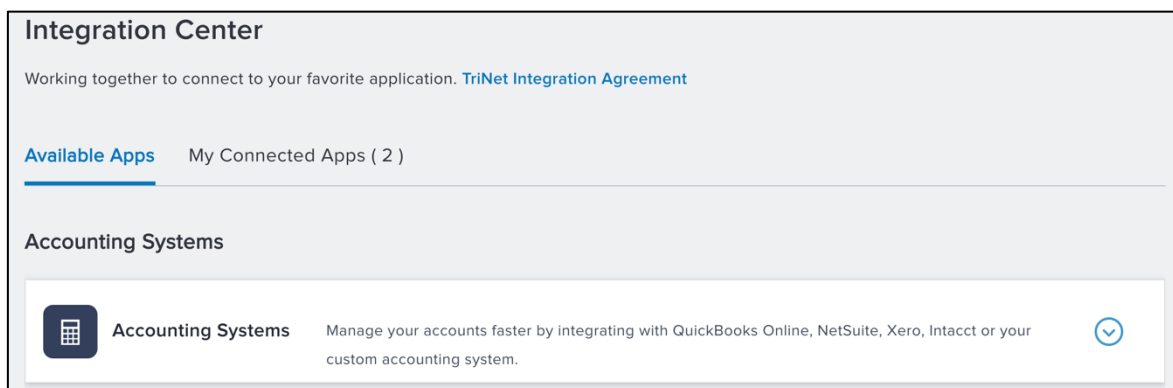 Integration Center
Working together to connect to your favorite application. TriNet Integration Agreement
Available Apps My Connected Apps ( 2 )
Accounting Systems
Accounting Systems Manage your accounts faster by integrating with QuickBooks Online, NetSuite, Xero, Intacct or your
custom accounting system.